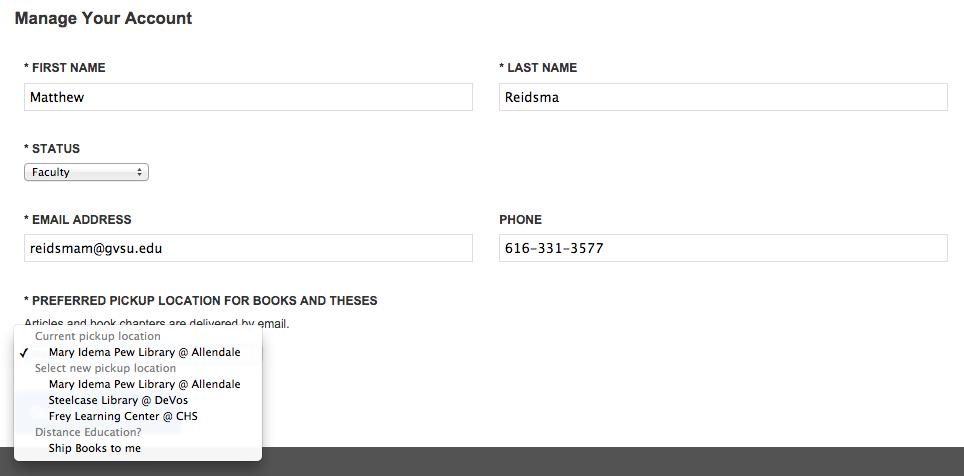 Manage Your Account
* FIRST NAME
* LAST NAME
Matthew
Reidsma
* STATUS
Faculty
* EMAIL ADDRESS
PHONE
reidsmam@gvsu.edu
616-331-3577
* PREFERRED PICKUP LOCATION FOR BOOKS AND THESES
Articles and book chapters are delivered by email.
Current pickup location
✓ Mary Idema Pew Library @ Allendale
Select new pickup location
Mary Idema Pew Library @ Allendale
Steelcase Library @ DeVos
Frey Learning Center @ CHS
Distance Education?
Ship Books to me